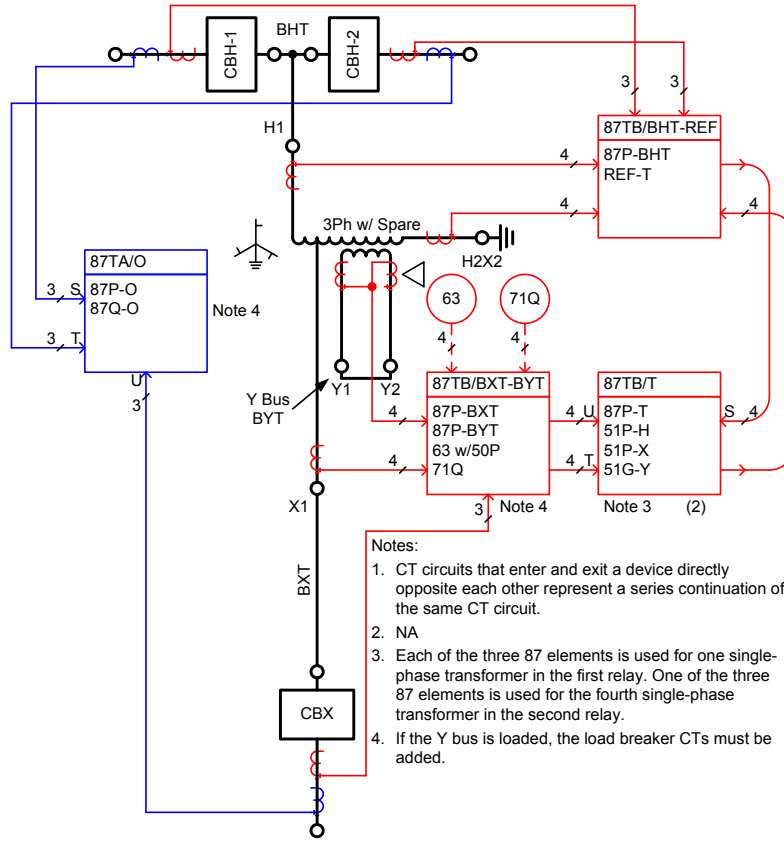 BHT
CBH-1
CBH-2
3
3
H1
87TB/BHT-REF
87P-BHT
REF-T
4
4
4
3Ph w/ Spare
H2X2
87TA/O
87P-O
87Q-O
3 S
3 T
U
3
Note 4
63
71Q
4
4
Y1
Y2
Y Bus
BYT
87TB/BXT-BYT
87P-BXT
87P-BYT
63 w/50P
71Q
4
4
3
Note 4
4 U
4 T
87TB/T
87P-T
51P-H
51P-X
51G-Y
S 4
Note 3 (2)
X1
BXT
CBX
Notes:
1. CT circuits that enter and exit a device directly
opposite each other represent a series continuation of
the same CT circuit.
2. NA
3. Each of the three 87 elements is used for one single-
phase transformer in the first relay. One of the three
87 elements is used for the fourth single-phase
transformer in the second relay.
4. If the Y bus is loaded, the load breaker CTs must be
added.